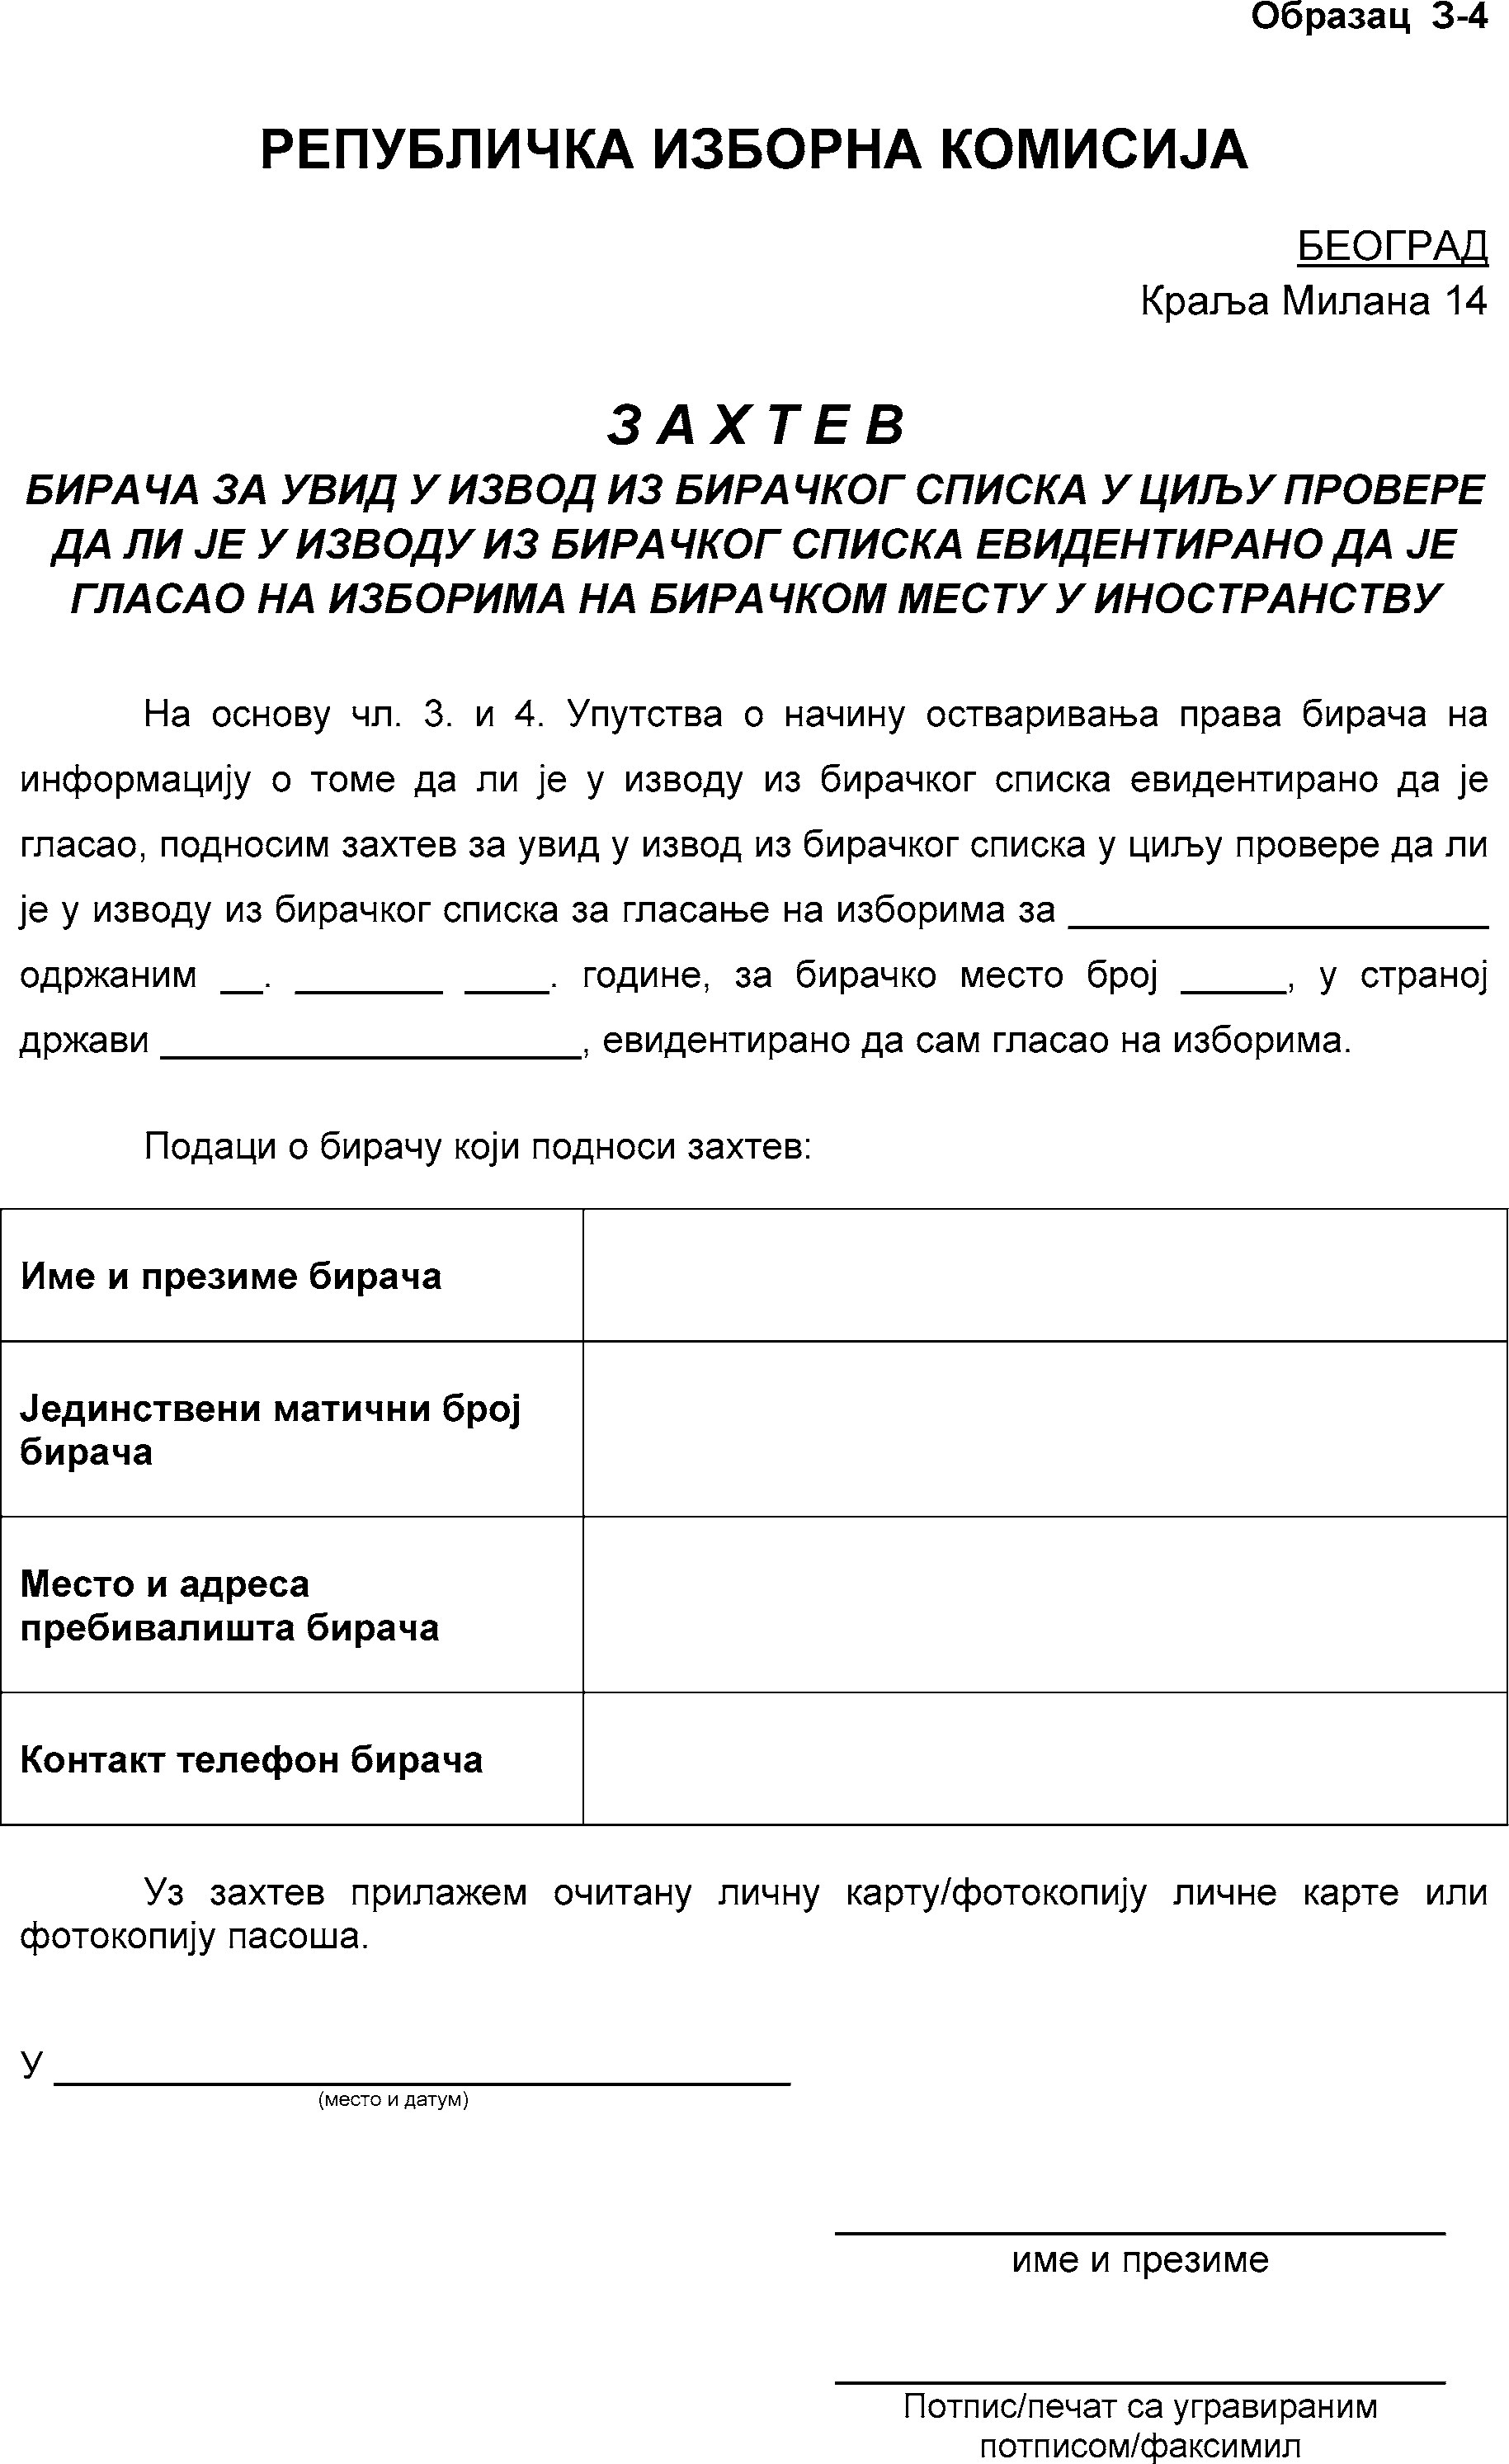 Образац З-4
РЕПУБЛИЧКА ИЗБОРНА КОМИСИЈА
БЕОГРАД
Краља Милана 14
З А Х Т Е В
БИРАЧА ЗА УВИД У ИЗВОД ИЗ БИРАЧКОГ СПИСКА У ЦИЉУ ПРОВЕРЕ
ДА ЛИ ЈЕ У ИЗВОДУ ИЗ БИРАЧКОГ СПИСКА ЕВИДЕНТИРАНО ДА ЈЕ
ГЛАСАО НА ИЗБОРИМА НА БИРАЧКОМ МЕСТУ У ИНОСТРАНСТВУ
На основу чл. 3. и 4. Упутства о начину остваривања права бирача на
информацију о томе да ли је у изводу из бирачког списка евидентирано да је
гласао, подносим захтев за увид у извод из бирачког списка у циљу провере да ли
је у изводу из бирачког списка за гласање на изборима за ____________________
одржаним __. _______ ____. године, за бирачко место број _____, у страној
држави ____________________, евидентирано да сам гласао на изборима.
Подаци о бирачу који подноси захтев:
Име и презиме бирача
Јединствени матични број
бирача
Место и адреса
пребивалишта бирача
Контакт телефон бирача
Уз захтев прилажем очитану личну карту/фотокопију личне карте или
фотокопију пасоша.
У ___________________________________
(место и датум)
_____________________________
име и презиме
_____________________________
Потпис/печат са угравираним
потписом/факсимил